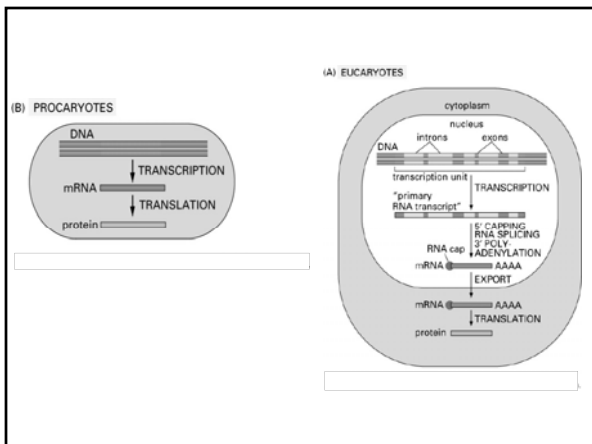 (B) PROCARYOTES
DNA
TRANSCRIPTION
mRNA
TRANSLATION
protein
(A) EUCARYOTES
cytoplasm
nucleus
introns exons
DNA
transcription unit
TRANSCRIPTION
"primary
RNA transcript"
5' CAPPING
RNA SPLICING
3' POLY-
ADENYLATION
RNA cap
mRNA AAAA
EXPORT
mRNA AAAA
TRANSLATION
protein